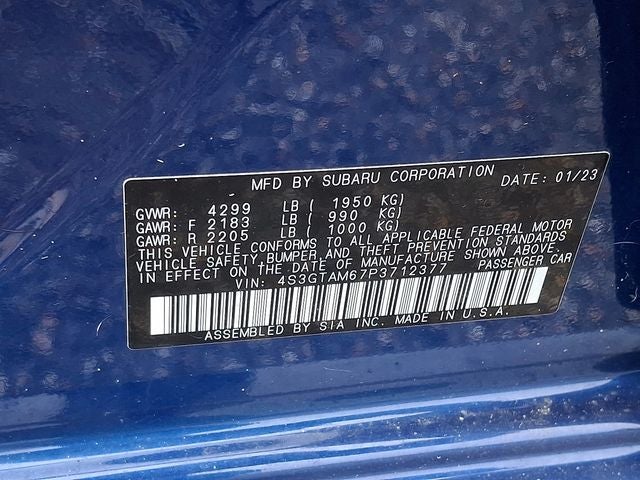 MFD BY SUBARU CORPORATION DATE: 01/23
GVWR: 4299 LB ( 1950 KG)
GAWR: F 2183 LB ( 990 KG)
GAWR: R 2205 LB ( 1000 KG)
THIS VEHICLE CONFORMS TO ALL APPLICABLE FEDERAL MOTOR
VEHICLE SAFETY,BUMPER,AND THEFT PREVENTION STANDARDS
IN EFFECT ON THE DATE OF MANUFACTURE SHOWN ABOVE.
VIN: 4S3GTAM67P3712377 PASSENGER CAR
ASSEMBLED BY SIA INC. MADE IN U.S.A.